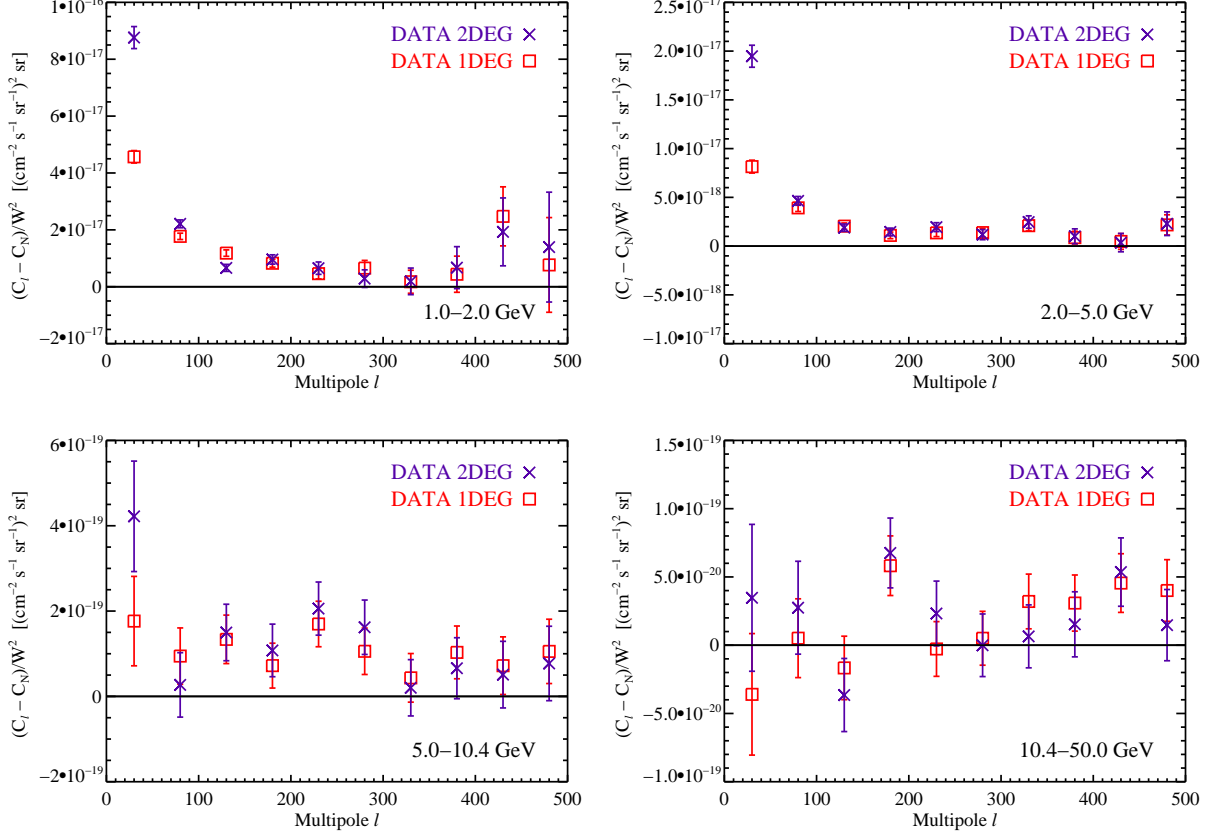 1•10⁻¹⁶
8•10⁻¹⁷
6•10⁻¹⁷
4•10⁻¹⁷
2•10⁻¹⁷
0
−2•10⁻¹⁷
(C_l − C_N)/W² [(cm⁻² s⁻¹ sr⁻¹)² sr]
DATA 2DEG
DATA 1DEG
1.0−2.0 GeV
0 100 200 300 400 500
Multipole l
2.0•10⁻¹⁷
1.5•10⁻¹⁷
1.0•10⁻¹⁷
5.0•10⁻¹⁸
0
−5.0•10⁻¹⁸
−1.0•10⁻¹⁷
(C_l − C_N)/W² [(cm⁻² s⁻¹ sr⁻¹)² sr]
DATA 2DEG
DATA 1DEG
2.0−5.0 GeV
0 100 200 300 400 500
Multipole l
6•10⁻¹⁹
4•10⁻¹⁹
2•10⁻¹⁹
0
−2•10⁻¹⁹
(C_l − C_N)/W² [(cm⁻² s⁻¹ sr⁻¹)² sr]
DATA 2DEG
DATA 1DEG
5.0−10.4 GeV
0 100 200 300 400 500
Multipole l
1.5•10⁻¹⁹
1.0•10⁻¹⁹
5.0•10⁻²⁰
0
−5.0•10⁻²⁰
−1.0•10⁻¹⁹
(C_l − C_N)/W² [(cm⁻² s⁻¹ sr⁻¹)² sr]
DATA 2DEG
DATA 1DEG
10.4−50.0 GeV
0 100 200 300 400 500
Multipole l